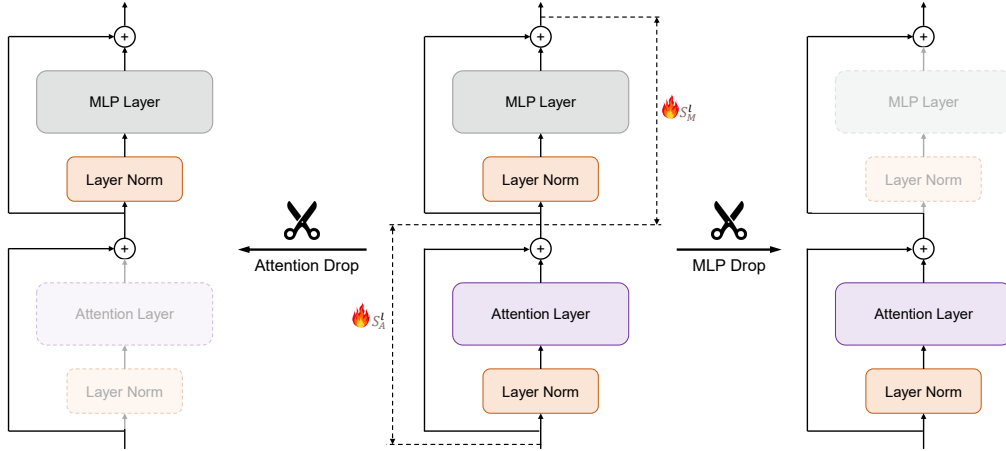 +
MLP Layer
Layer Norm
+
Attention Layer
Layer Norm
Attention Drop
+
MLP Layer
Layer Norm
+
Attention Layer
Layer Norm
S_M^l
S_A^l
MLP Drop
+
MLP Layer
Layer Norm
+
Attention Layer
Layer Norm